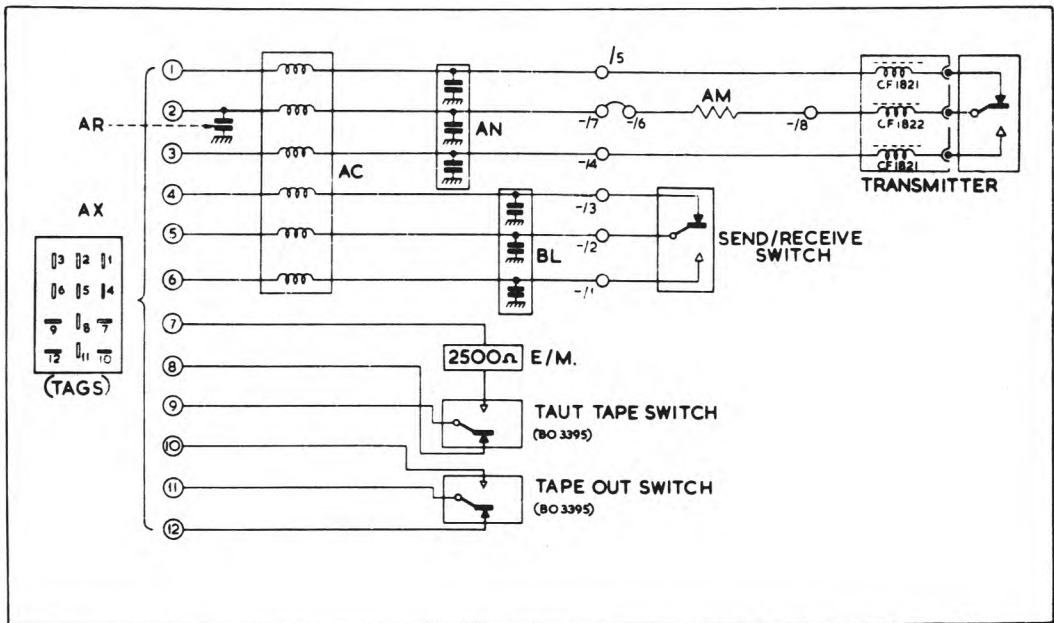 1
/5
CF1821
2
AM
AR
AN
-/7
-/6
-/8
CF1822
3
AC
-/4
CF1821
TRANSMITTER
4
-/3
AX
5
-/2
SEND/RECEIVE
SWITCH
BL
3 2 1
6 5 4
9 8 7
12 11 10
(TAGS)
6
-/1
7
2500Ω E/M.
8
9
TAUT TAPE SWITCH
(BO 3395)
10
11
TAPE OUT SWITCH
(BO 3395)
12